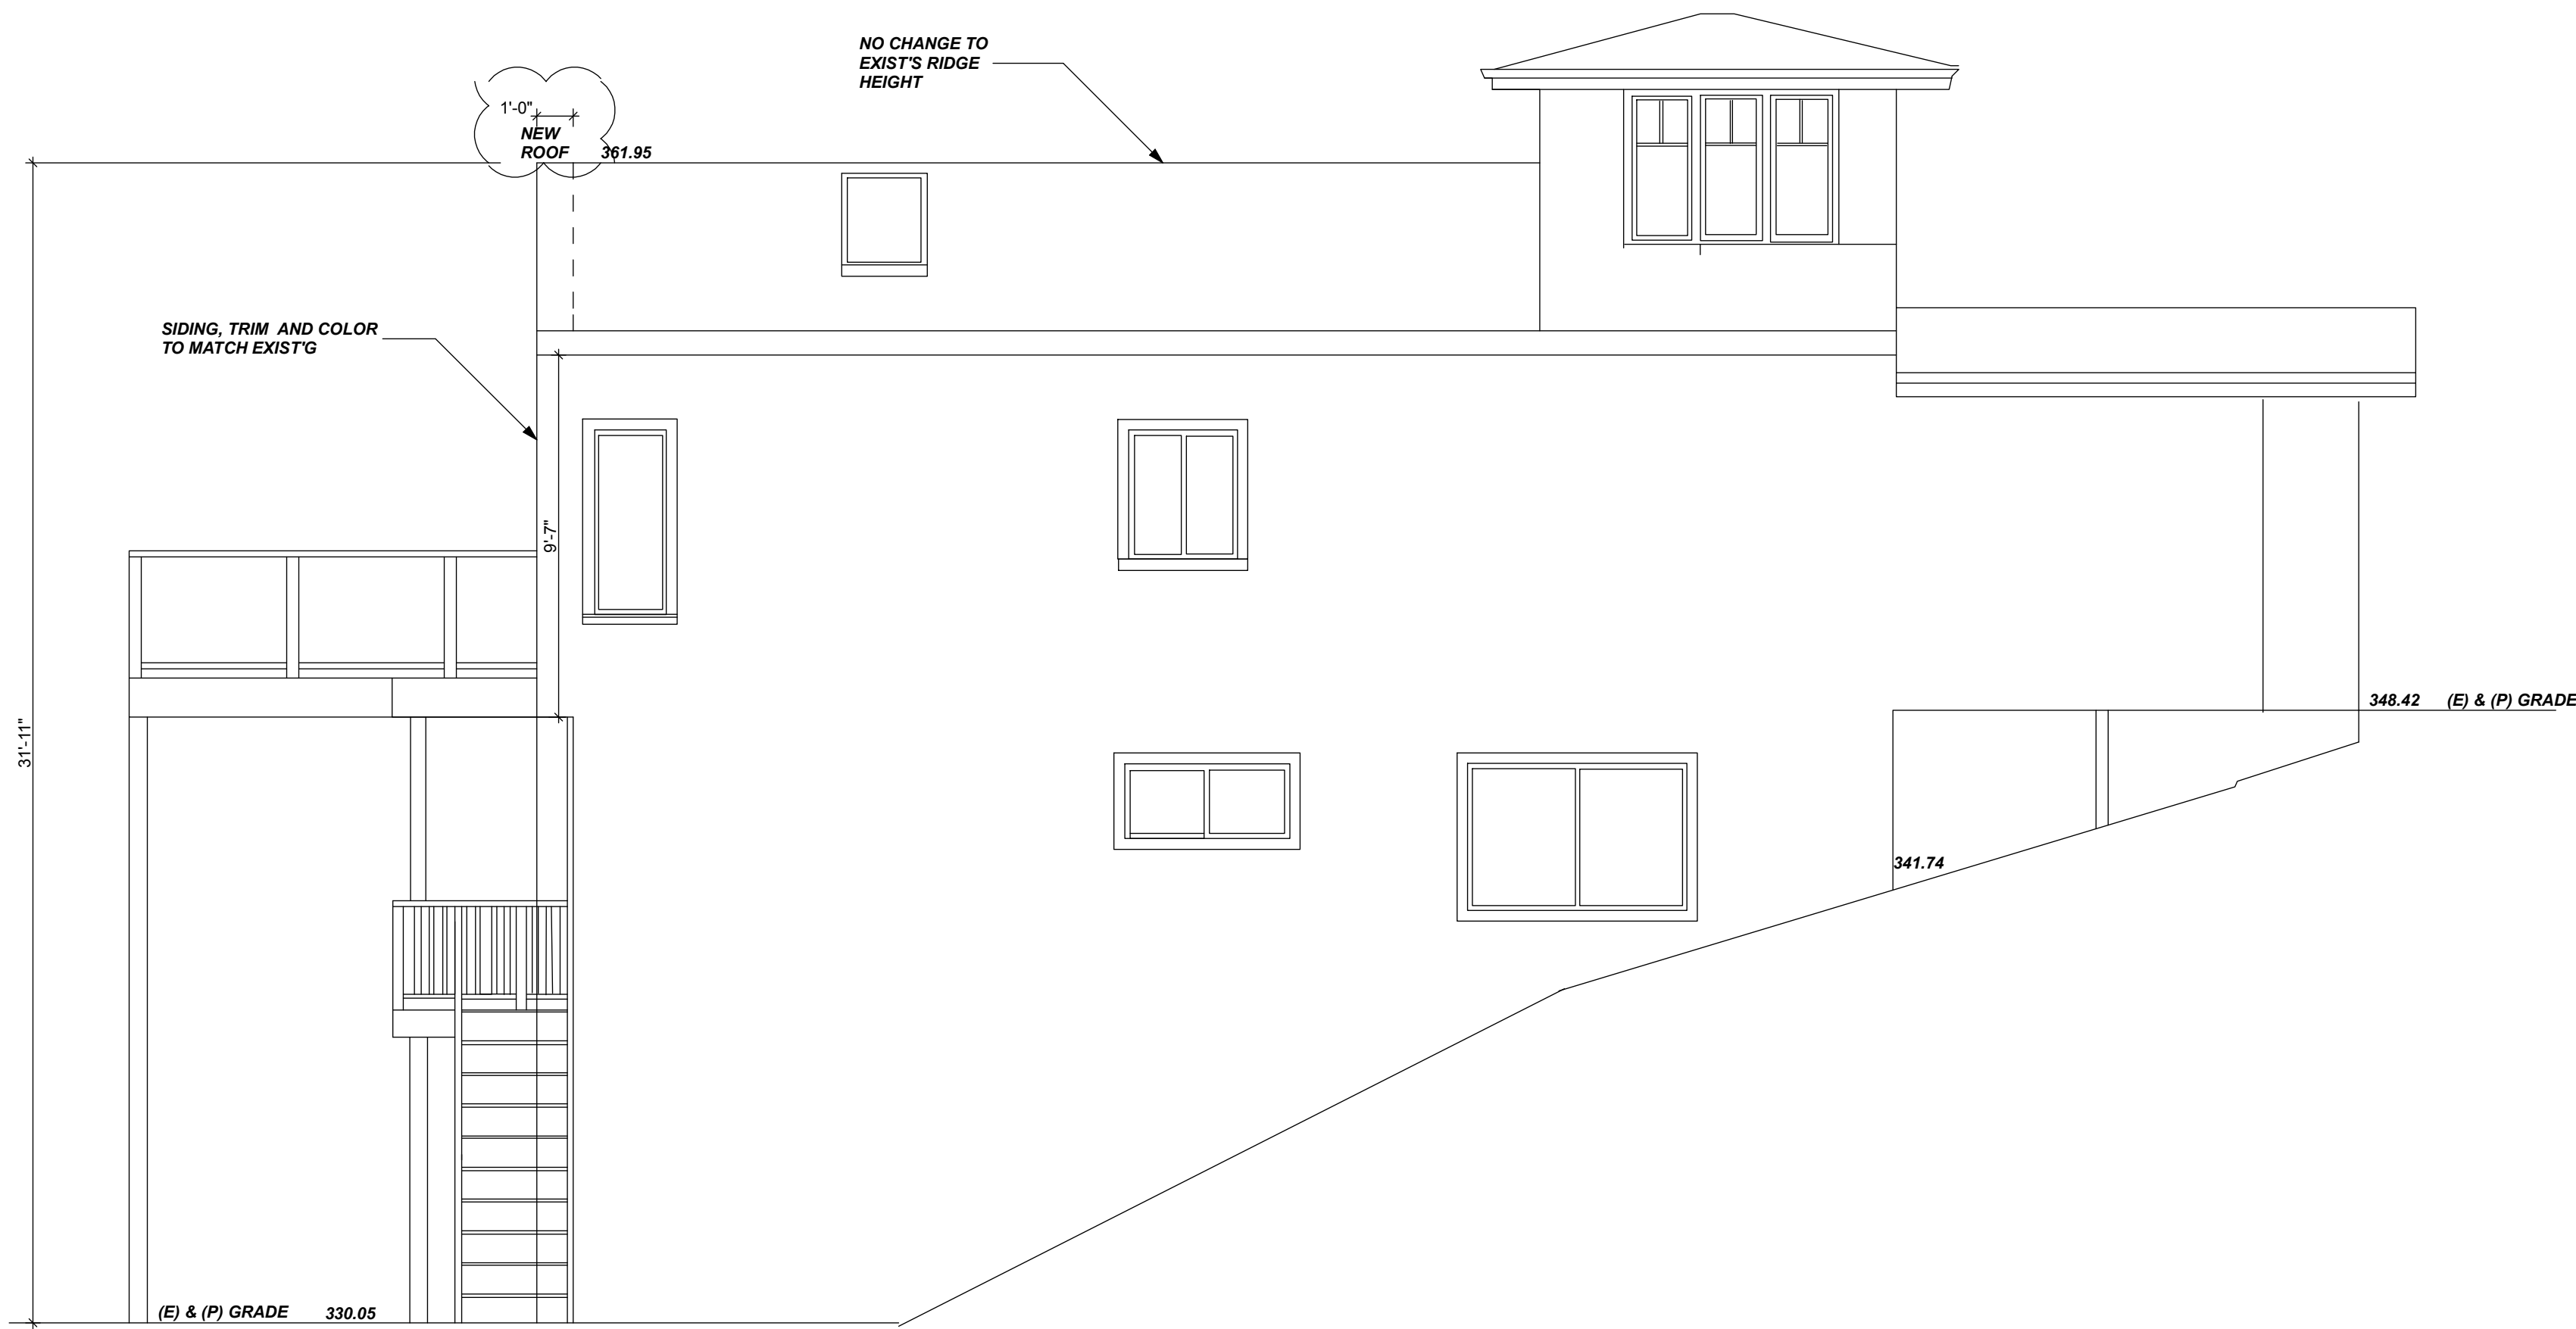 NO CHANGE TO
EXIST'S RIDGE
HEIGHT
1'-0"
NEW
ROOF 361.95
SIDING, TRIM AND COLOR
TO MATCH EXIST'G
9'-7"
31'-11"
348.42 (E) & (P) GRADE
341.74
(E) & (P) GRADE 330.05